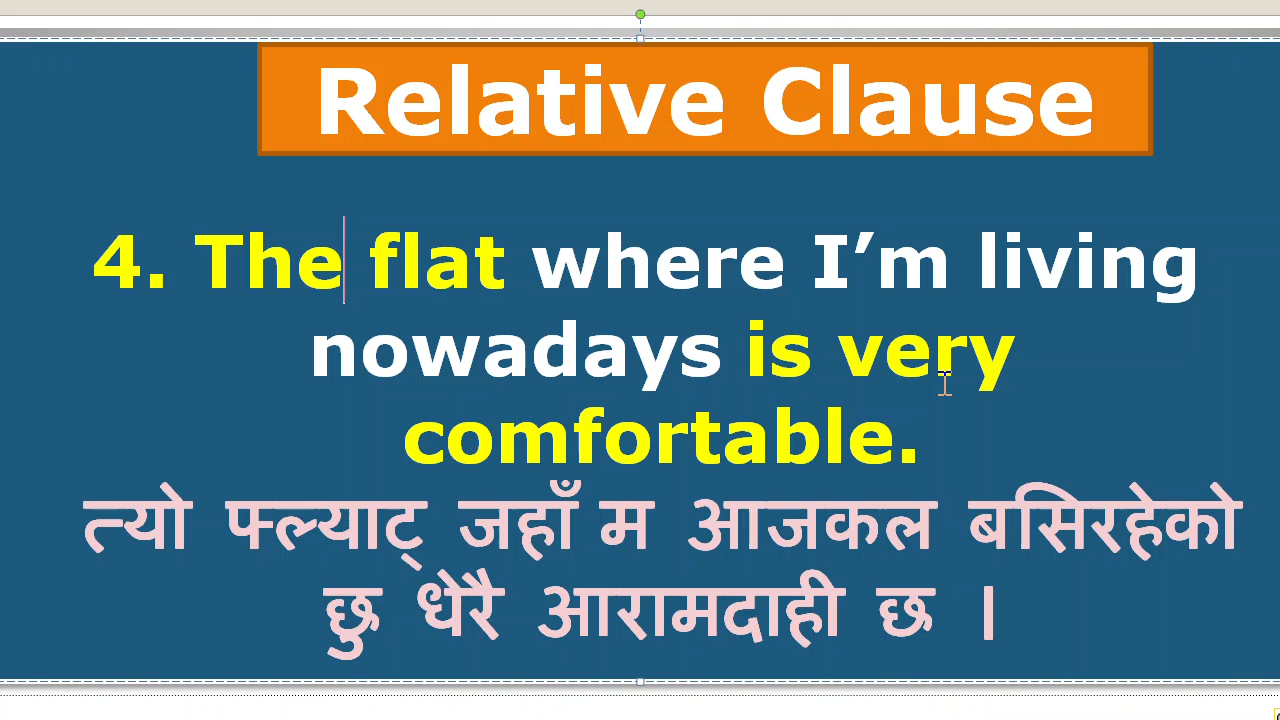 Relative Clause
4. The flat where I’m living
nowadays is very
comfortable.
त्यो फ्ल्याट् जहाँ म आजकल बसिरहेको
छु धेरै आरामदाही छ ।